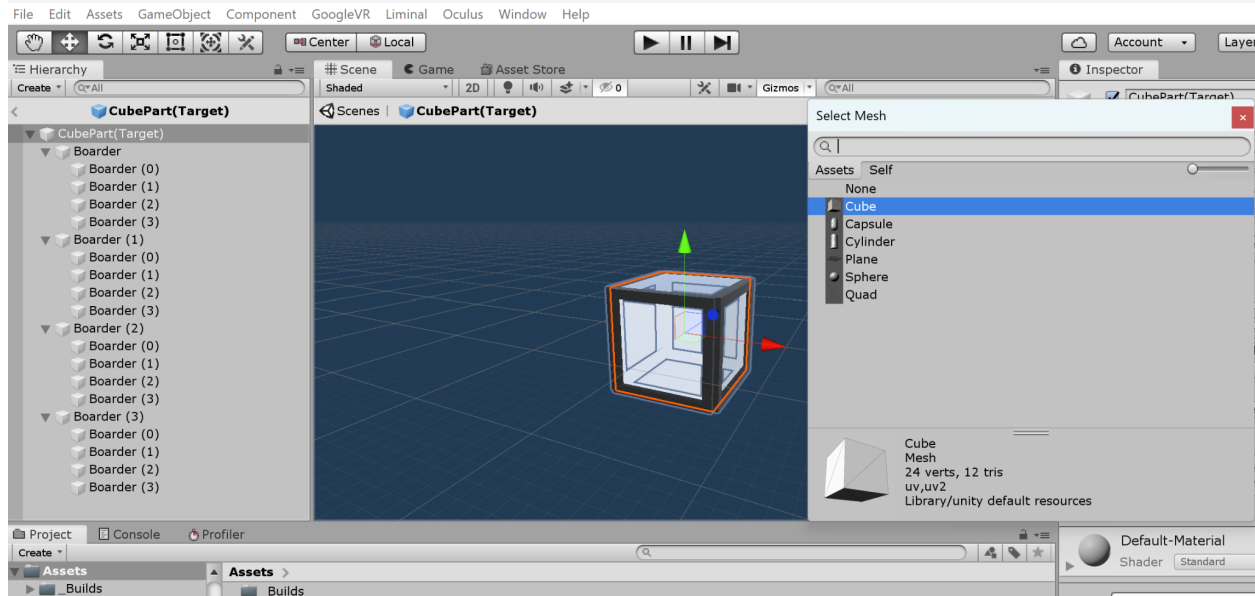 File Edit Assets GameObject Component GoogleVR Liminal Oculus Window Help
Center Local Account Layer
Hierarchy
Create All
CubePart(Target)
CubePart(Target)
Boarder
Boarder (0)
Boarder (1)
Boarder (2)
Boarder (3)
Boarder (1)
Boarder (0)
Boarder (1)
Boarder (2)
Boarder (3)
Boarder (2)
Boarder (0)
Boarder (1)
Boarder (2)
Boarder (3)
Boarder (3)
Boarder (0)
Boarder (1)
Boarder (2)
Boarder (3)
Scene Game Asset Store
Shaded 2D 0 Gizmos All
Scenes CubePart(Target)
Inspector
CubePart(Target)
Select Mesh
Assets Self
None
Cube
Capsule
Cylinder
Plane
Sphere
Quad
Cube
Mesh
24 verts, 12 tris
uv,uv2
Library/unity default resources
Project Console Profiler
Create
Assets
_Builds
Assets >
Builds
Default-Material
Shader Standard